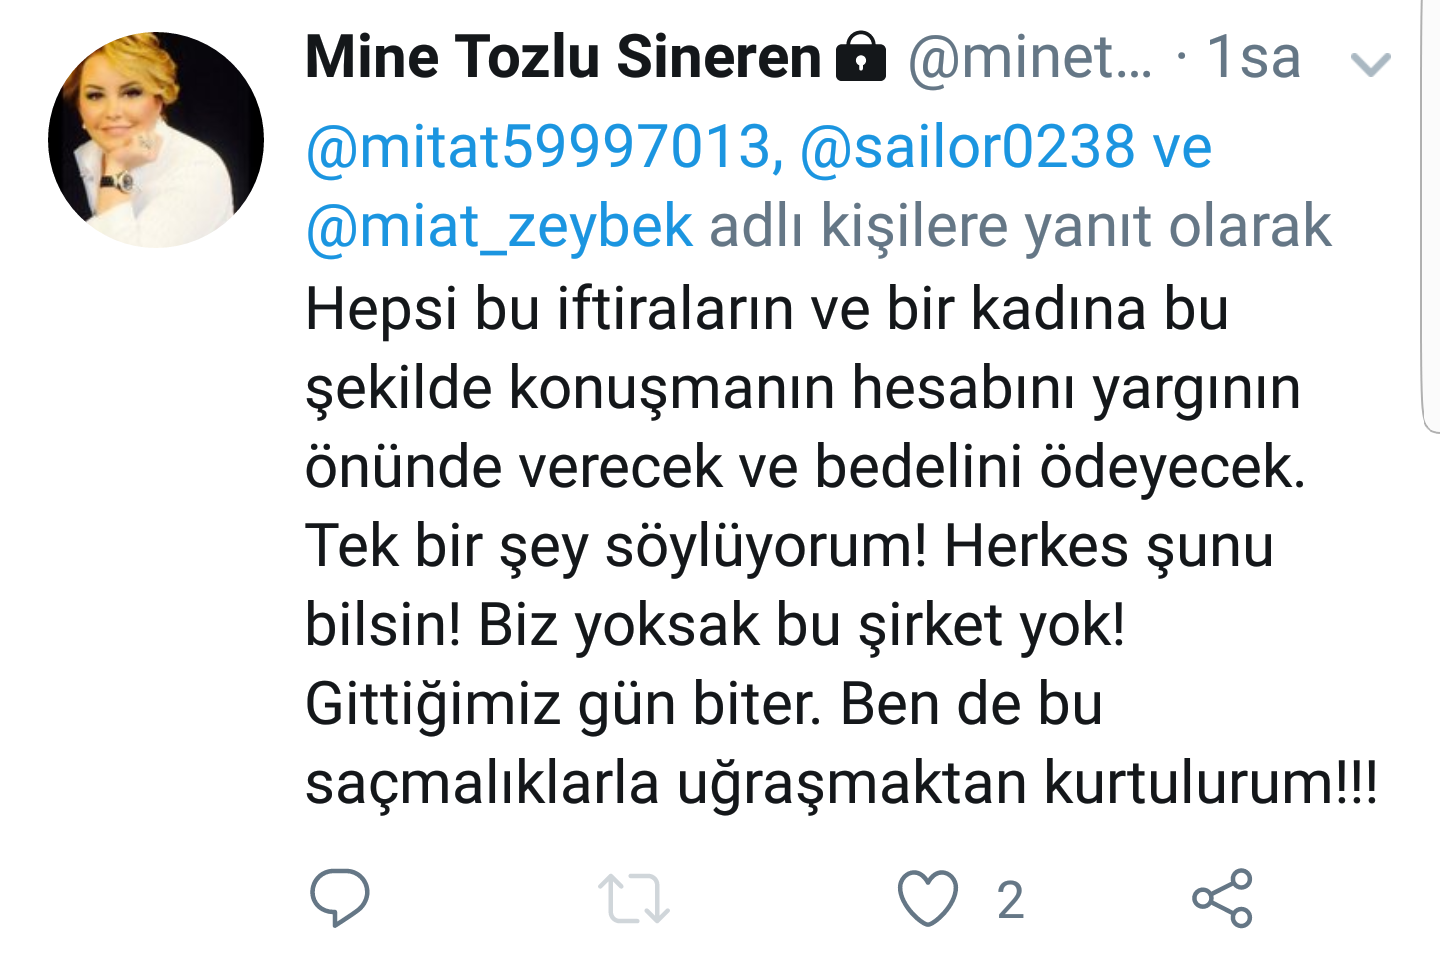 Mine Tozlu Sineren @minet... · 1sa
@mitat59997013, @sailor0238 ve
@miat_zeybek adlı kişilere yanıt olarak
Hepsi bu iftiraların ve bir kadına bu
şekilde konuşmanın hesabını yargının
önünde verecek ve bedelini ödeyecek.
Tek bir şey söylüyorum! Herkes şunu
bilsin! Biz yoksak bu şirket yok!
Gittiğimiz gün biter. Ben de bu
saçmalıklarla uğraşmaktan kurtulurum!!!
2